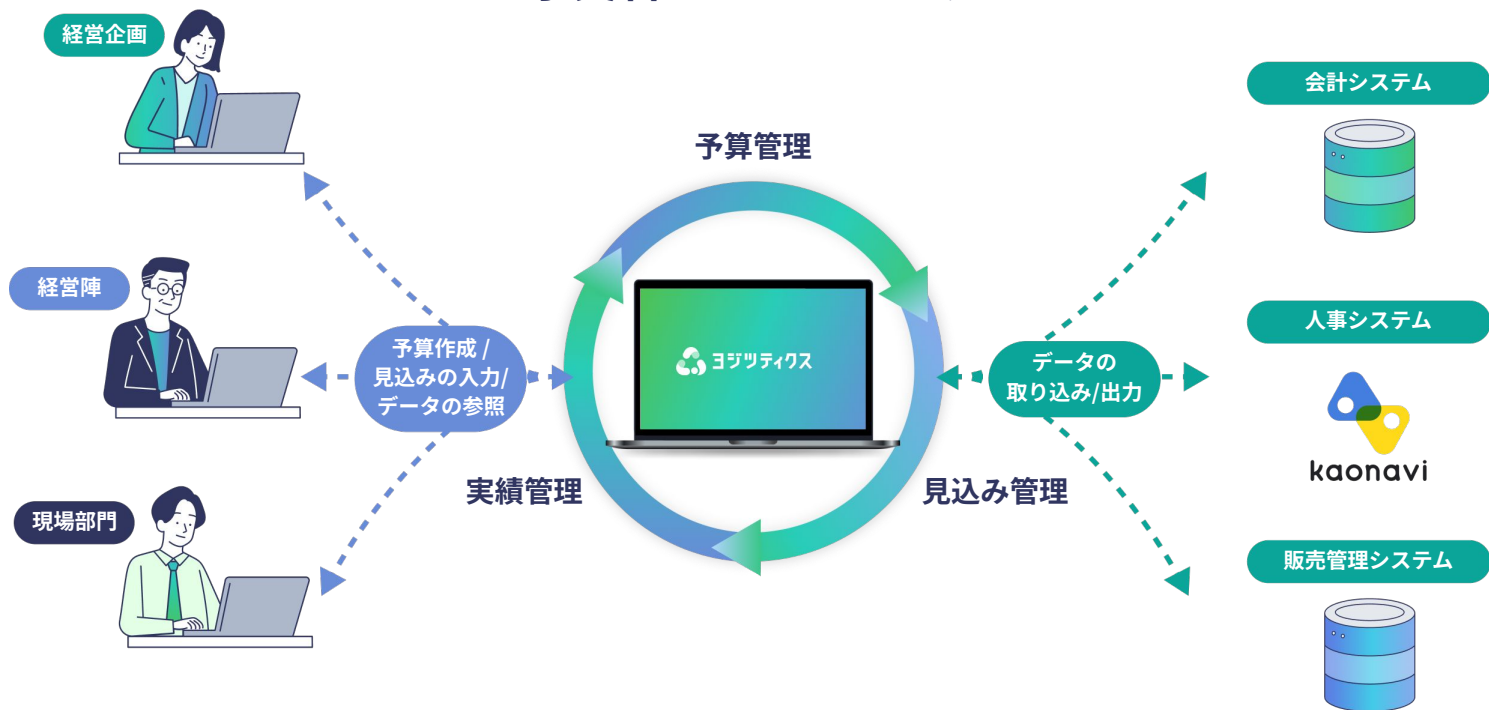 経営企画
会計システム
予算管理
経営陣
人事システム
予算作成 /
見込みの入力/
データの参照
ヨジツティクス
データの
取り込み/出力
kaonavi
実績管理
見込み管理
現場部門
販売管理システム